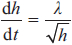 dh/dt = λ/√h